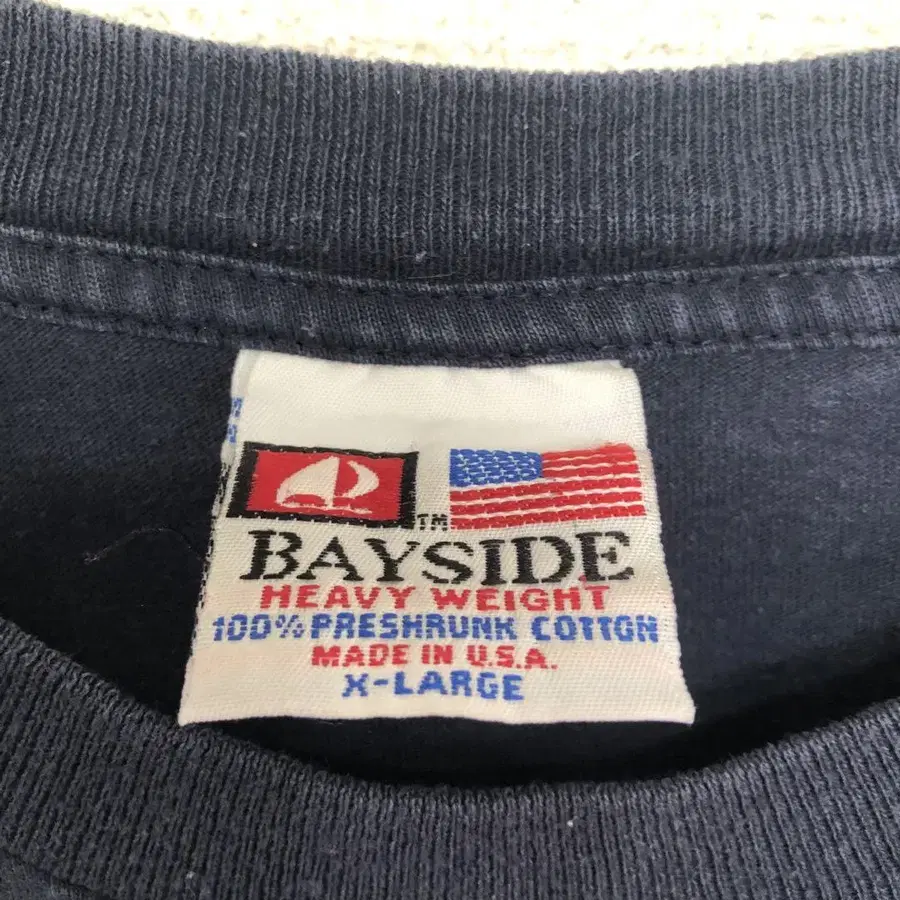 TM
BAYSIDE
HEAVY WEIGHT
100% PRESHRUNK COTTON
MADE IN U.S.A.
X-LARGE